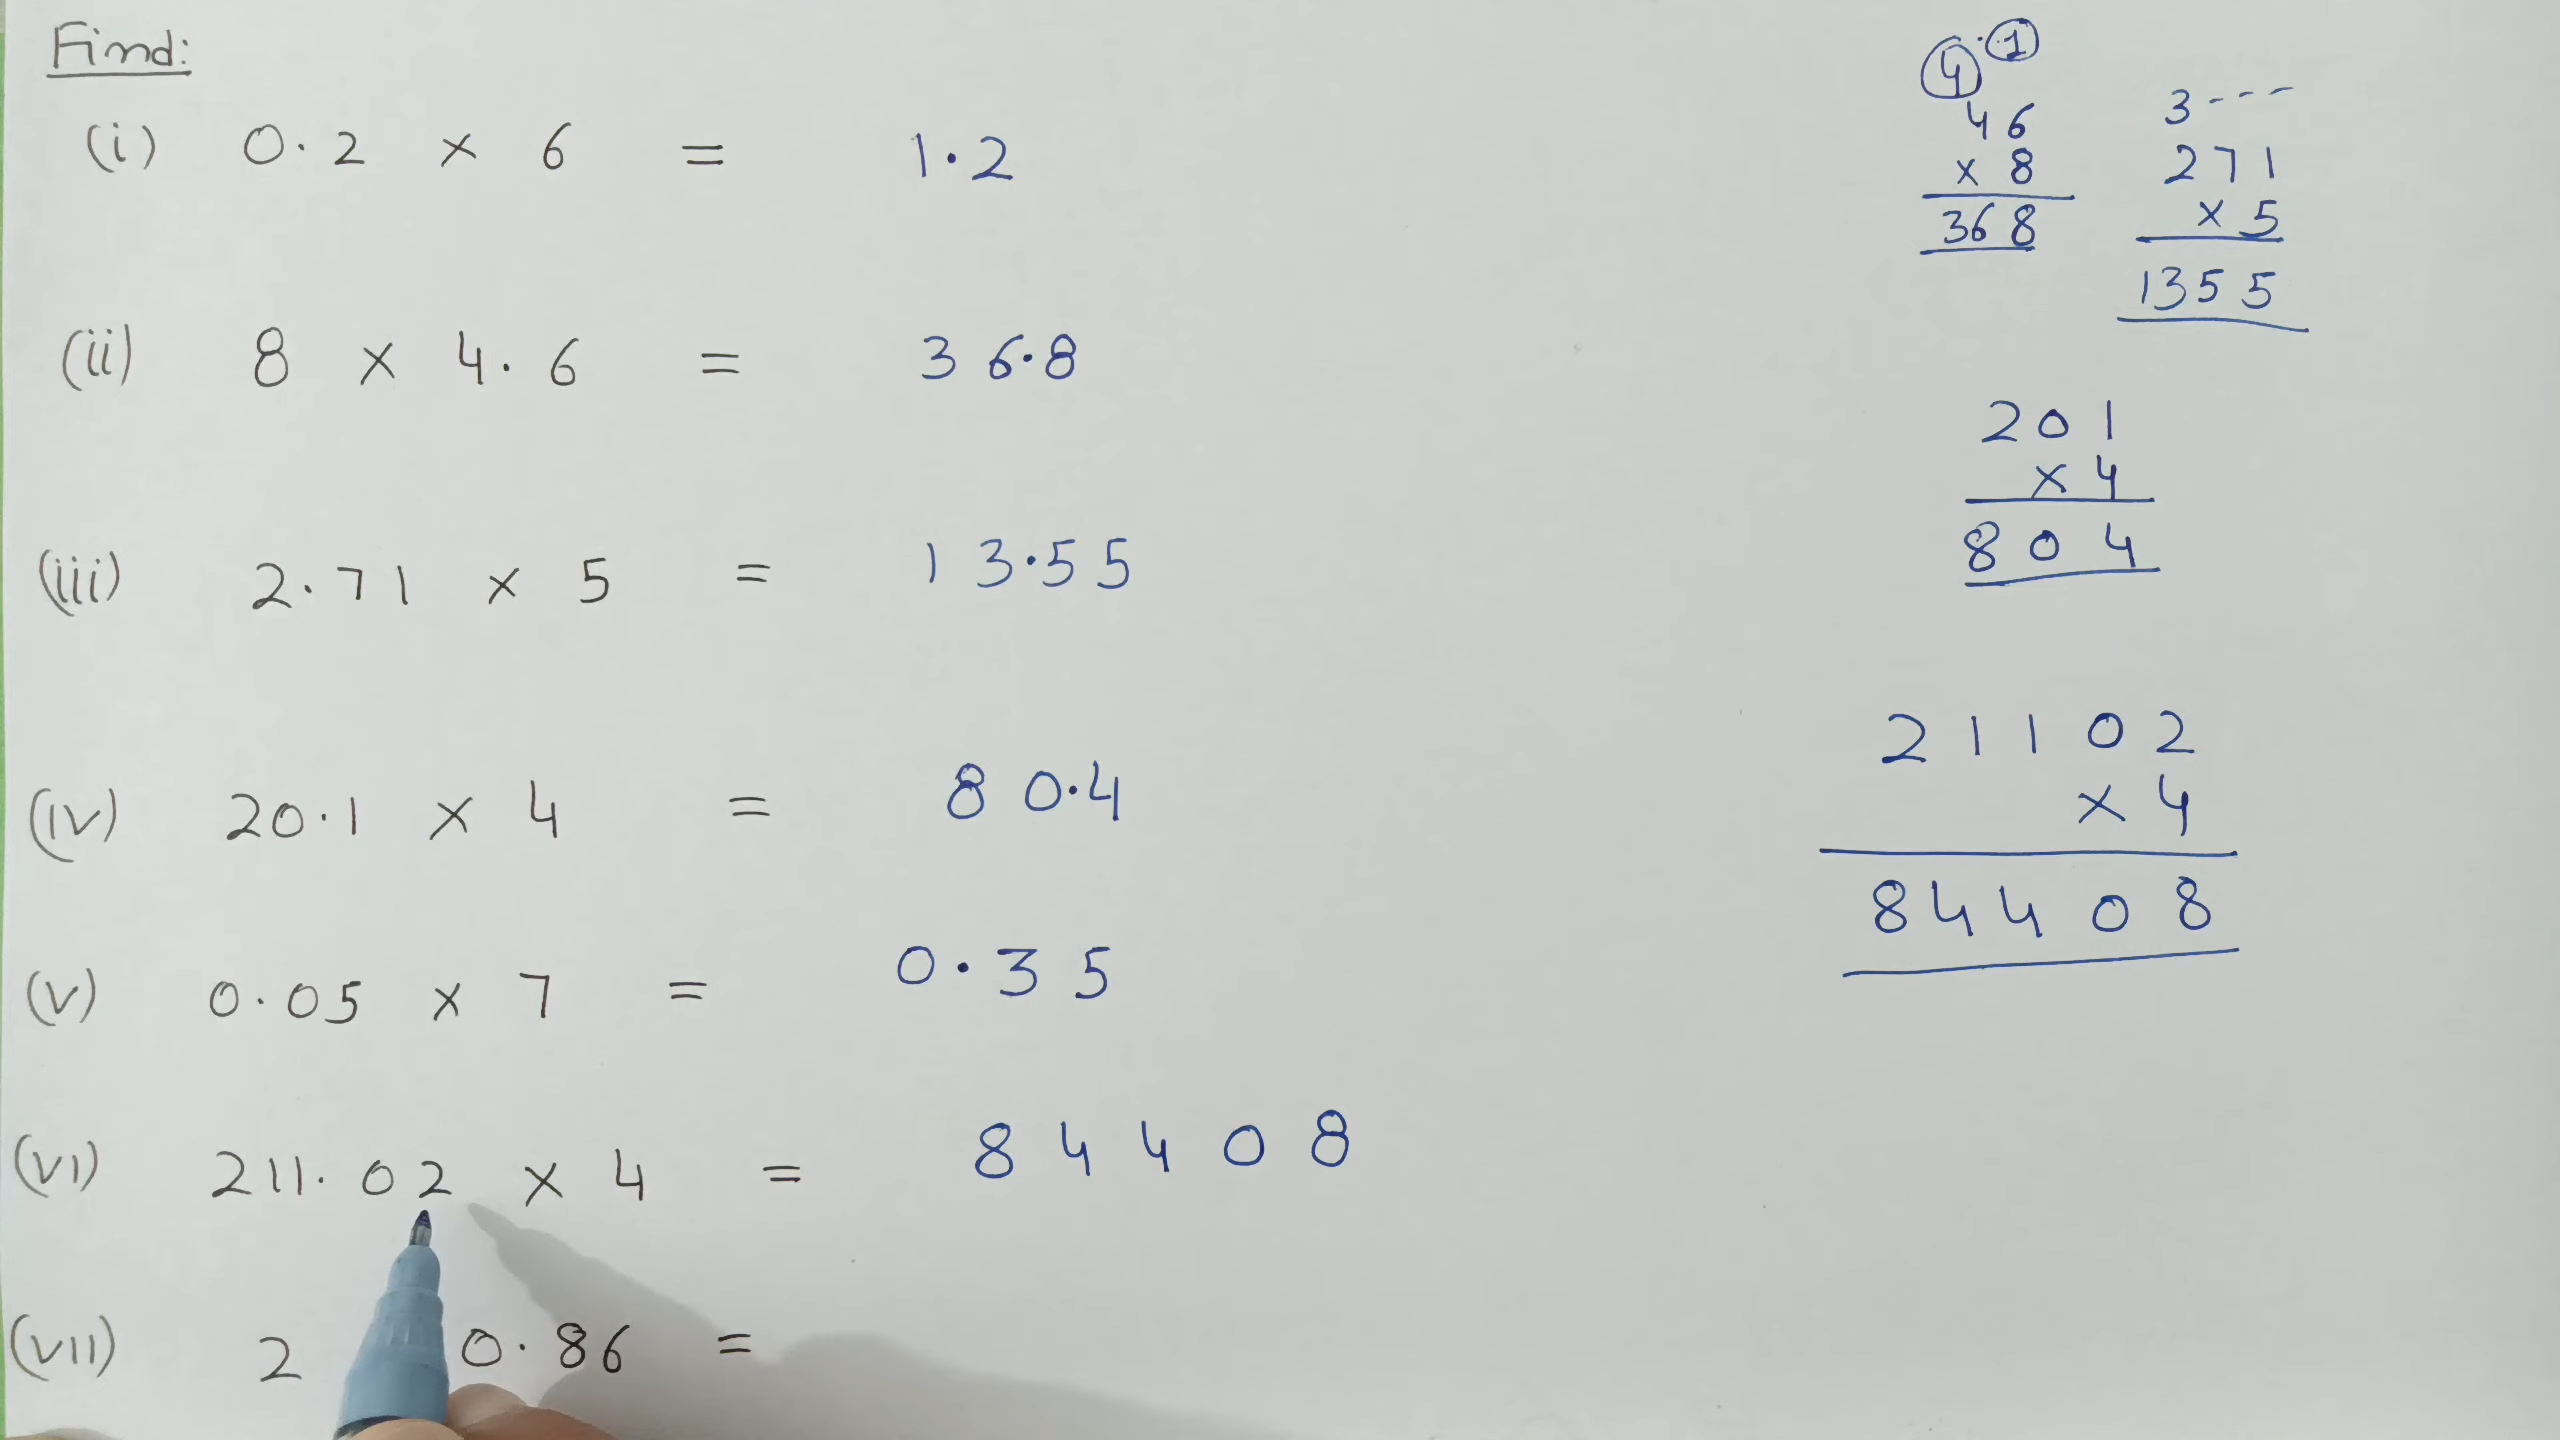 Find:
(i) 0.2 × 6 = 1.2
(ii) 8 × 4.6 = 36.8
(iii) 2.71 × 5 = 13.55
(iv) 20.1 × 4 = 80.4
(v) 0.05 × 7 = 0.35
(vi) 211.02 × 4 = 84408
(vii) 2 0.86 =
4 . 1
46
× 8
368
3 - - -
271
× 5
1355
201
× 4
804
21102
× 4
84408